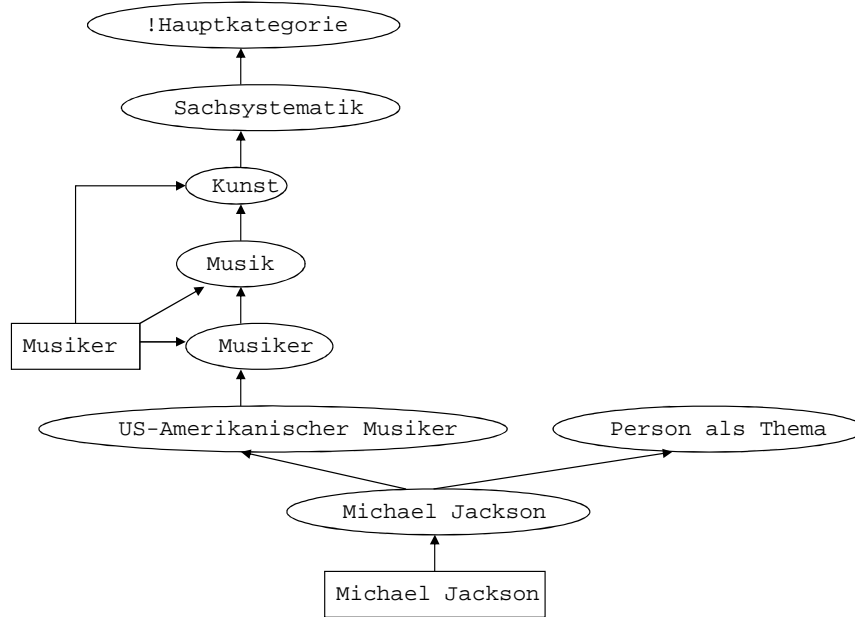 !Hauptkategorie
Sachsystematik
Kunst
Musik
Musiker
Musiker
US-Amerikanischer Musiker
Person als Thema
Michael Jackson
Michael Jackson